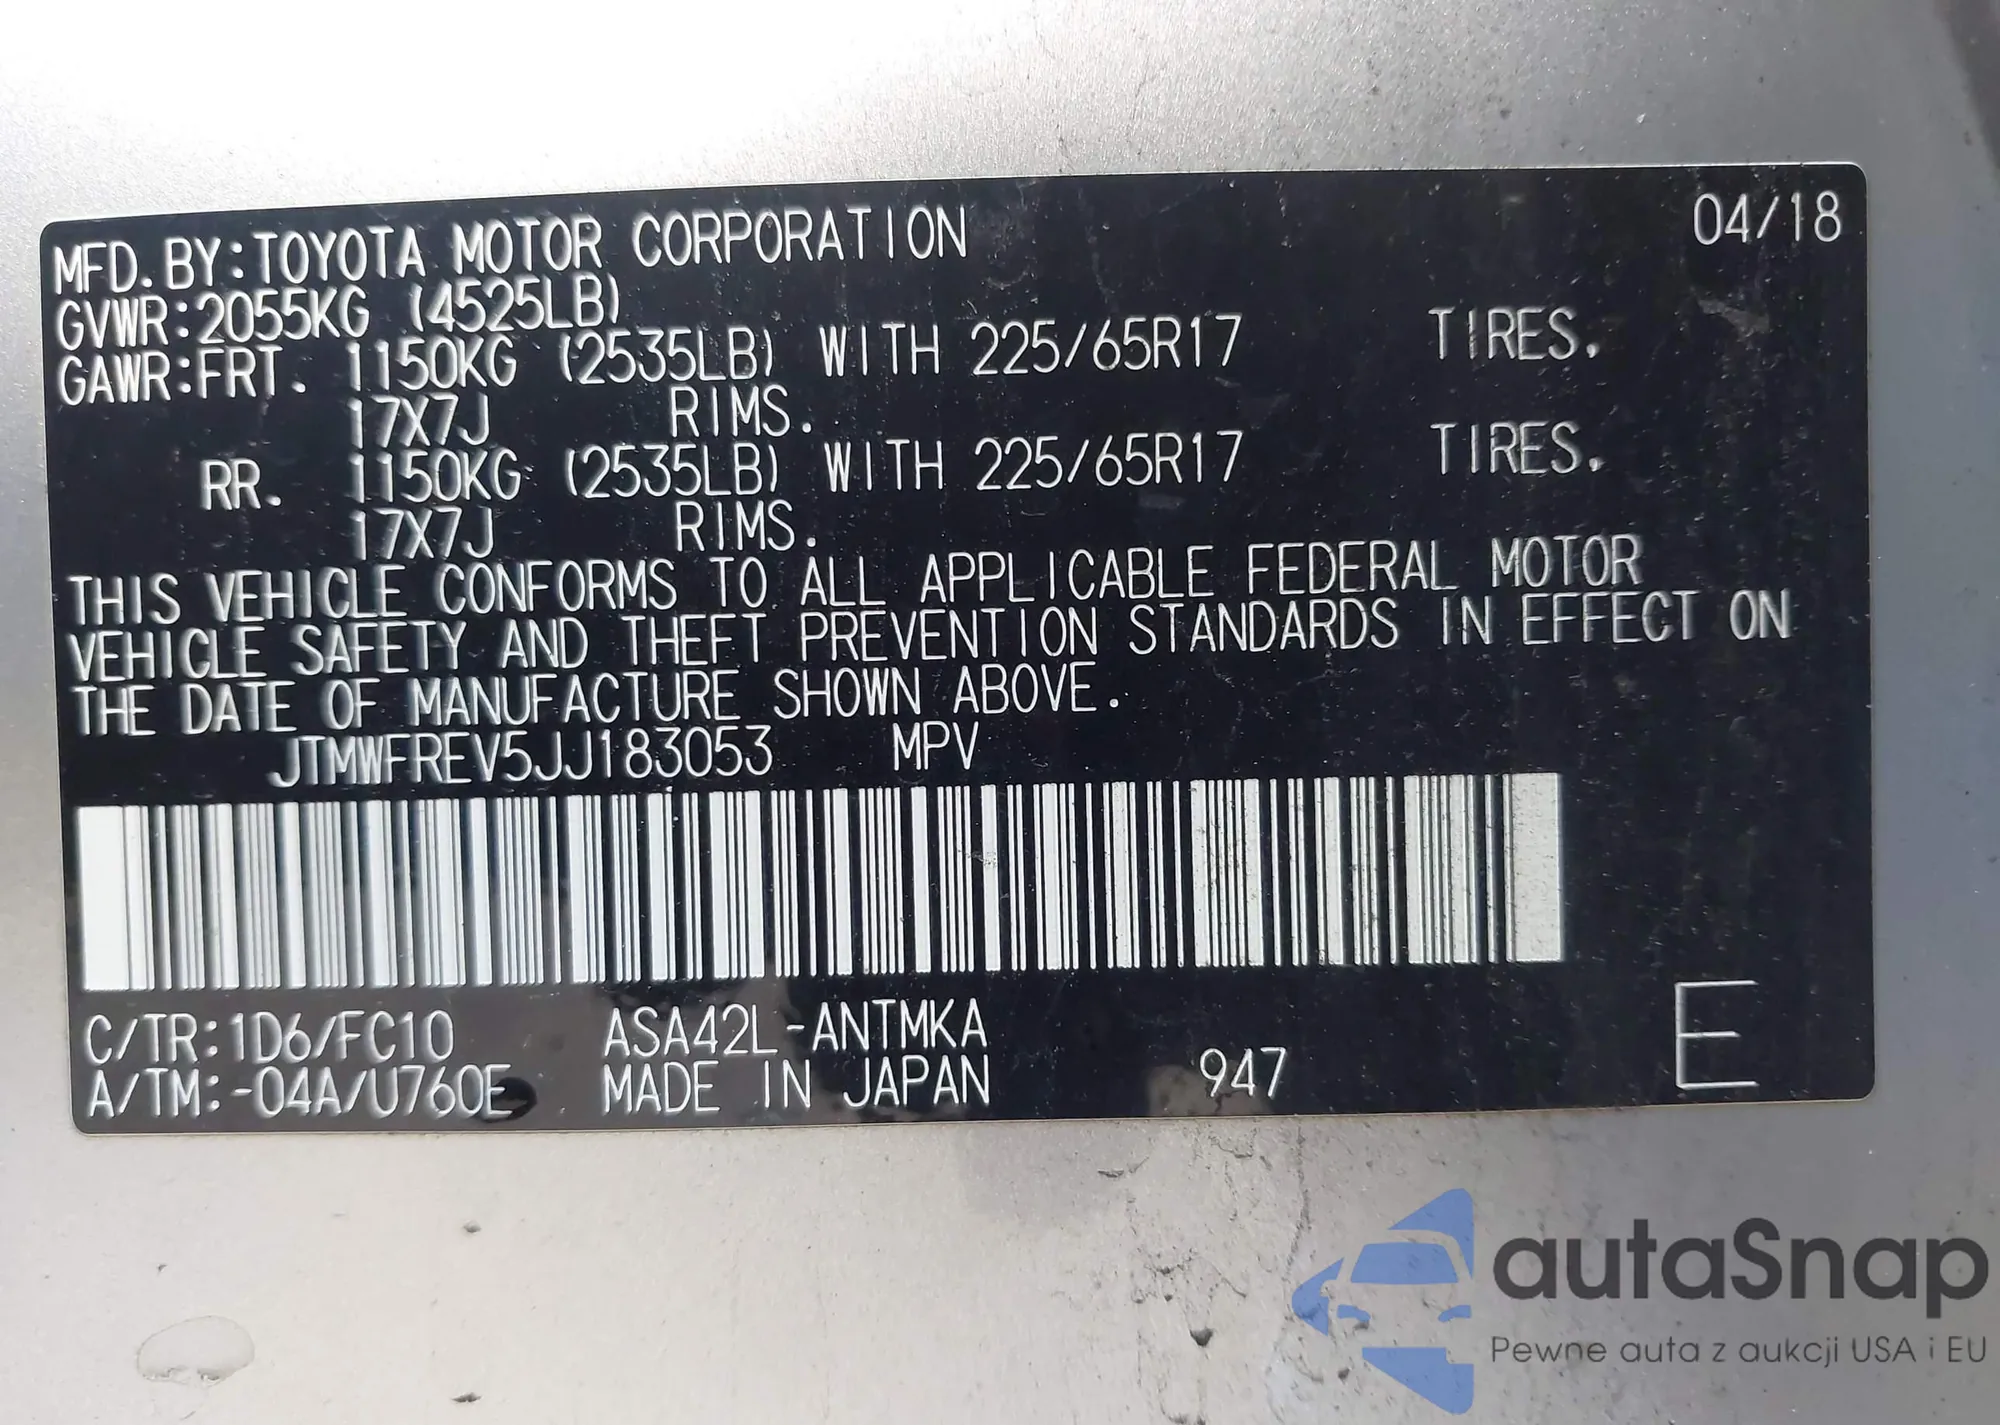 04/18
MFD.BY:TOYOTA MOTOR CORPORATION
GVWR:2055KG (4525LB)
GAWR:FRT. 1150KG (2535LB) WITH 225/65R17 TIRES.
17X7J RIMS.
RR. 1150KG (2535LB) WITH 225/65R17 TIRES.
17X7J RIMS.
THIS VEHICLE CONFORMS TO ALL APPLICABLE FEDERAL MOTOR
VEHICLE SAFETY AND THEFT PREVENTION STANDARDS IN EFFECT ON
THE DATE OF MANUFACTURE SHOWN ABOVE.
JTMWFREV5JJ183053 MPV
C/TR:1D6/FC10 ASA42L-ANTMKA
A/TM:-04A/U760E MADE IN JAPAN 947 E
autaSnap
Pewne auta z aukcji USA i EU